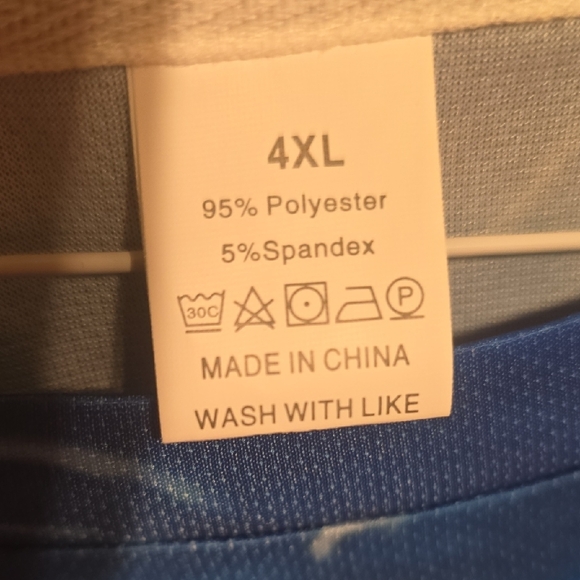 4XL
95% Polyester
5%Spandex
30C P
MADE IN CHINA
WASH WITH LIKE